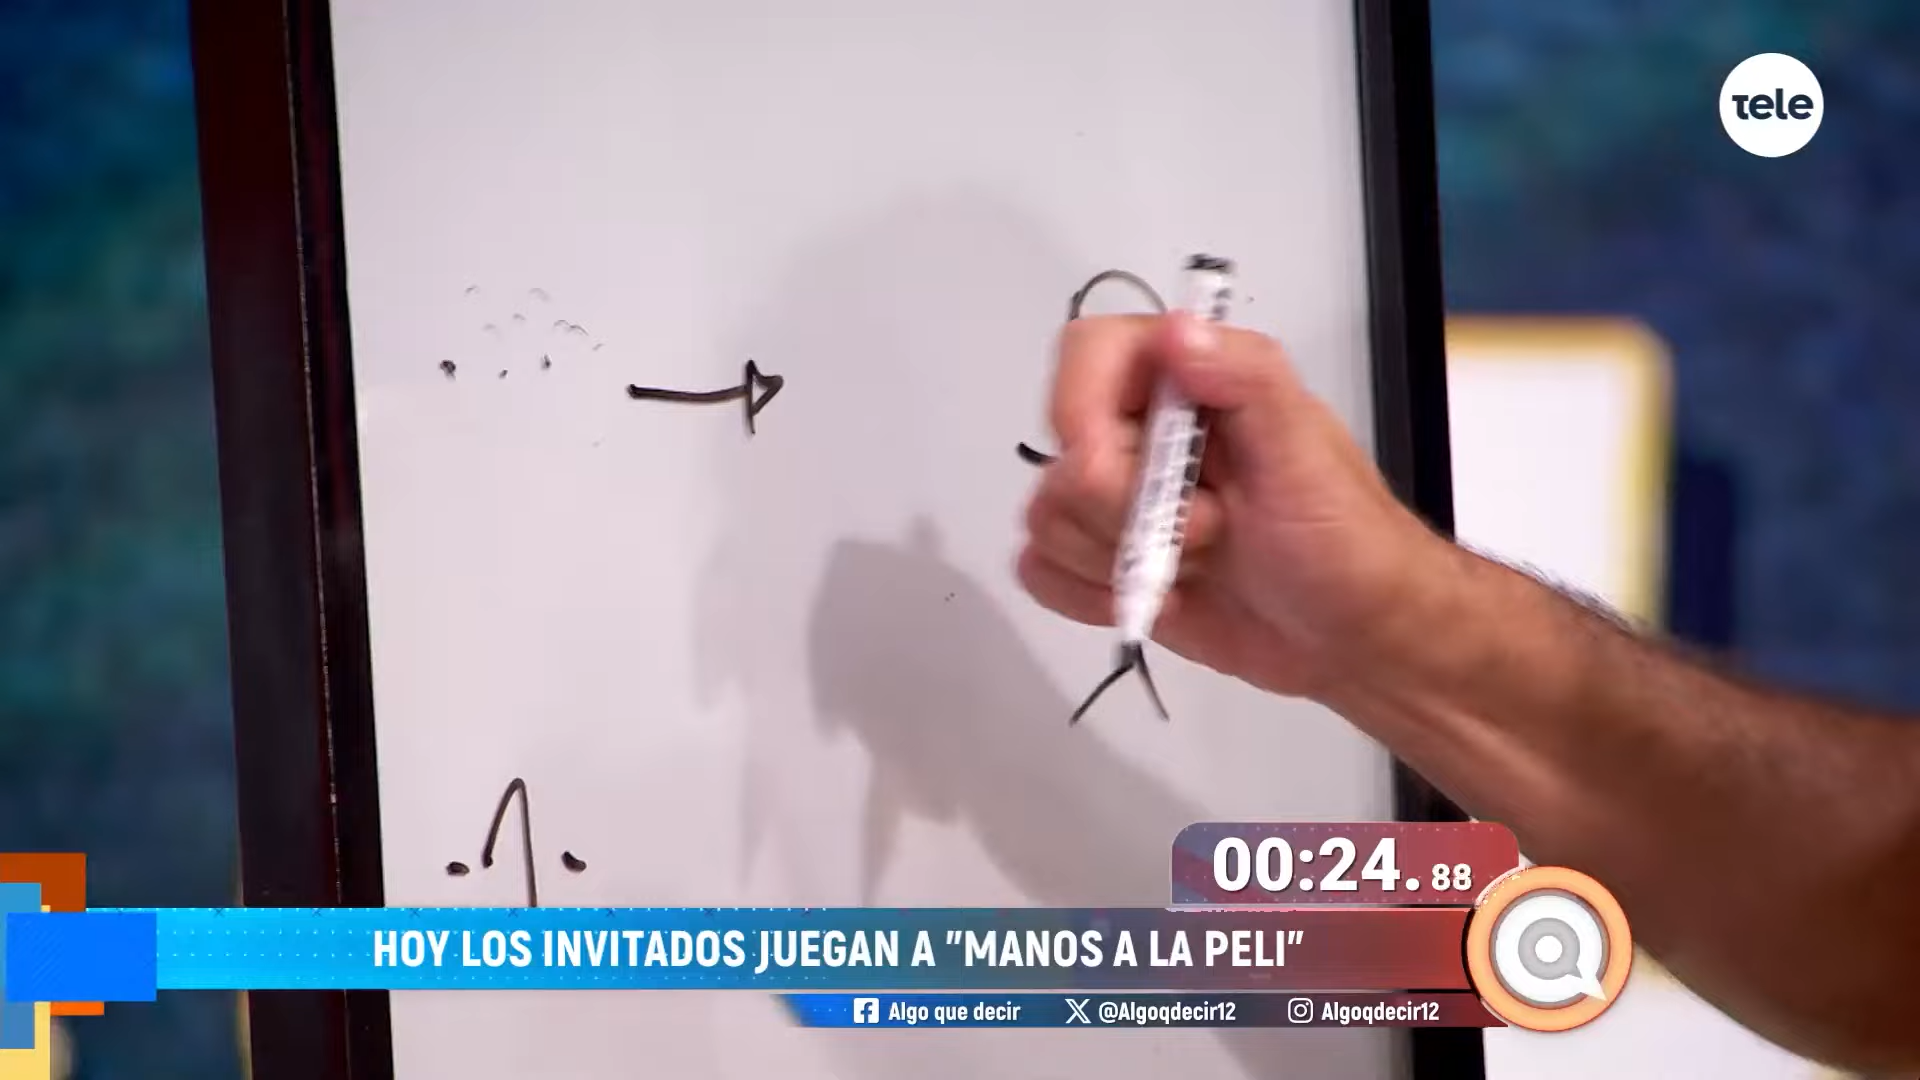 tele
00:24.88
HOY LOS INVITADOS JUEGAN A "MANOS A LA PELI"
Algo que decir @Algoqdecir12 Algoqdecir12